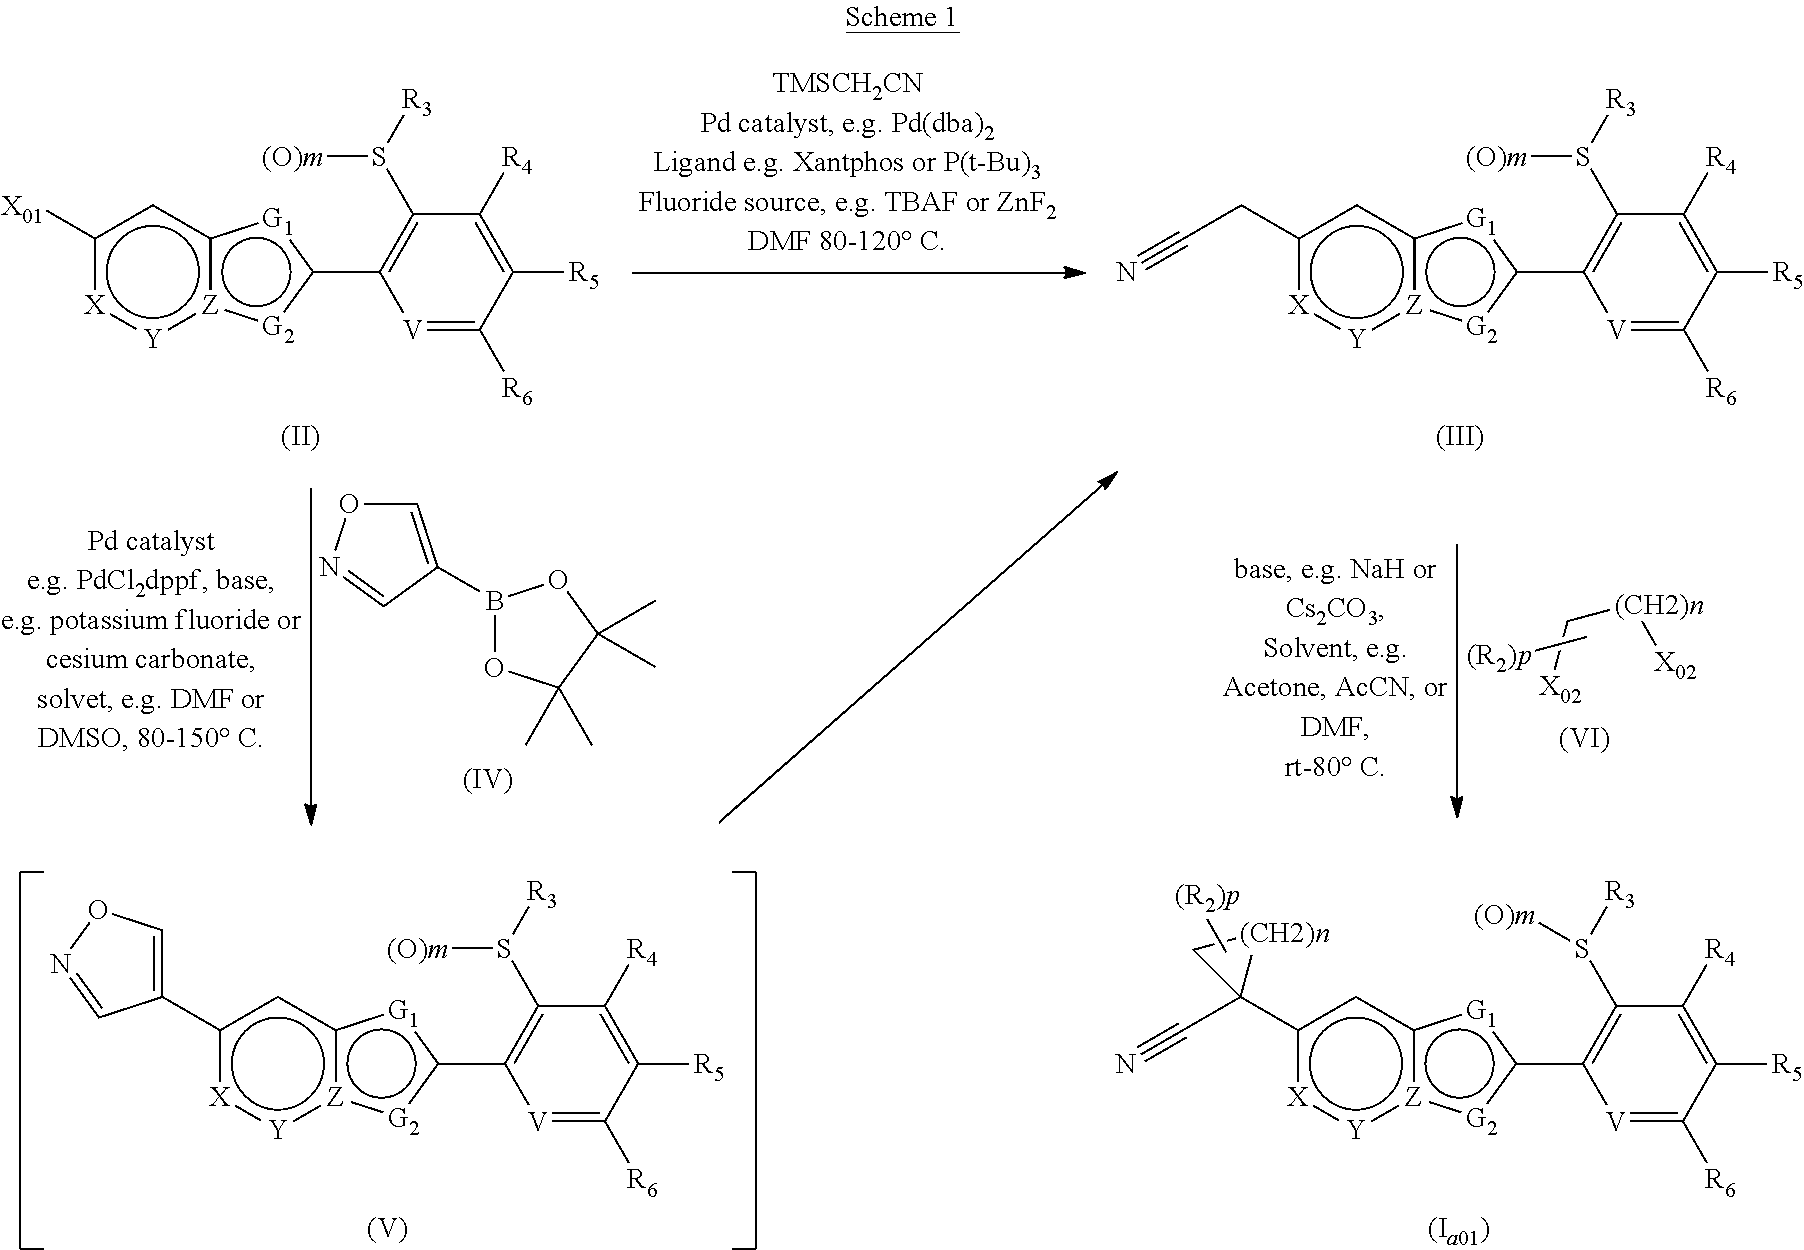 Scheme 1
TMSCH2CN
Pd catalyst, e.g. Pd(dba)2
Ligand e.g. Xantphos or P(t-Bu)3
Fluoride source, e.g. TBAF or ZnF2
DMF 80-120° C.
R3
(O)m
S
R4
X01
G1
R5
X
Z
Y
G2
V
R6
(II)
R3
(O)m
S
R4
G1
N
R5
X
Z
Y
G2
V
R6
(III)
Pd catalyst
e.g. PdCl2dppf, base,
e.g. potassium fluoride or
cesium carbonate,
solvet, e.g. DMF or
DMSO, 80-150° C.
O
N
B
O
O
(IV)
base, e.g. NaH or
Cs2CO3,
Solvent, e.g.
Acetone, AcCN, or
DMF,
rt-80° C.
(CH2)n
(R2)p
X02
X02
(VI)
O
N
R3
(O)m
S
R4
G1
R5
X
Z
Y
G2
V
R6
(V)
(R2)p
(CH2)n
R3
(O)m
S
R4
G1
N
R5
X
Z
Y
G2
V
R6
(Ia01)